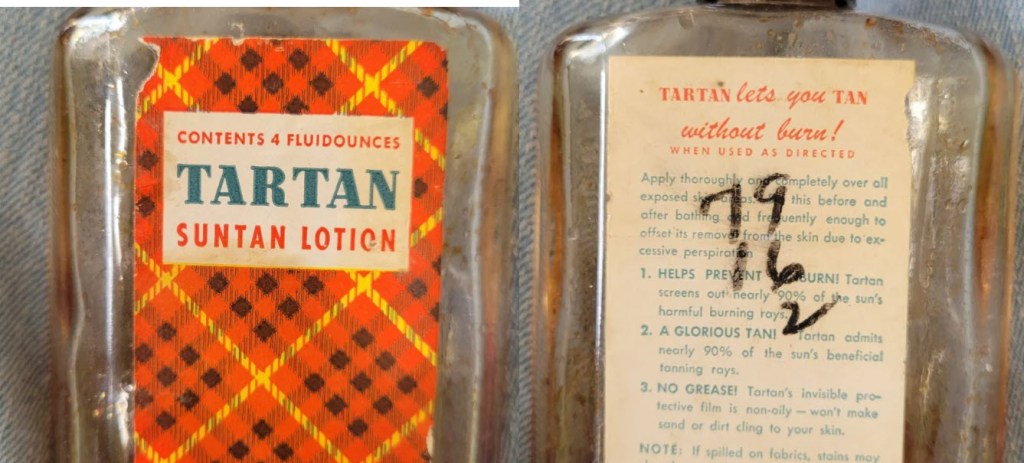 CONTENTS 4 FLUIDOUNCES
TARTAN
SUNTAN LOTION
TARTAN lets you TAN
without burn!
WHEN USED AS DIRECTED
Apply thoroughly and completely over all
exposed skin areas. this before and
after bathing and frequently enough to
offset its removal from the skin due to ex-
cessive perspiration
1. HELPS PREVENT BURN! Tartan
screens out nearly 90% of the sun's
harmful burning rays.
2. A GLORIOUS TAN! Tartan admits
nearly 90% of the sun's beneficial
tanning rays.
3. NO GREASE! Tartan's invisible pro-
tective film is non-oily — won't make
sand or dirt cling to your skin.
NOTE: If spilled on fabrics, stains may
79
16
2